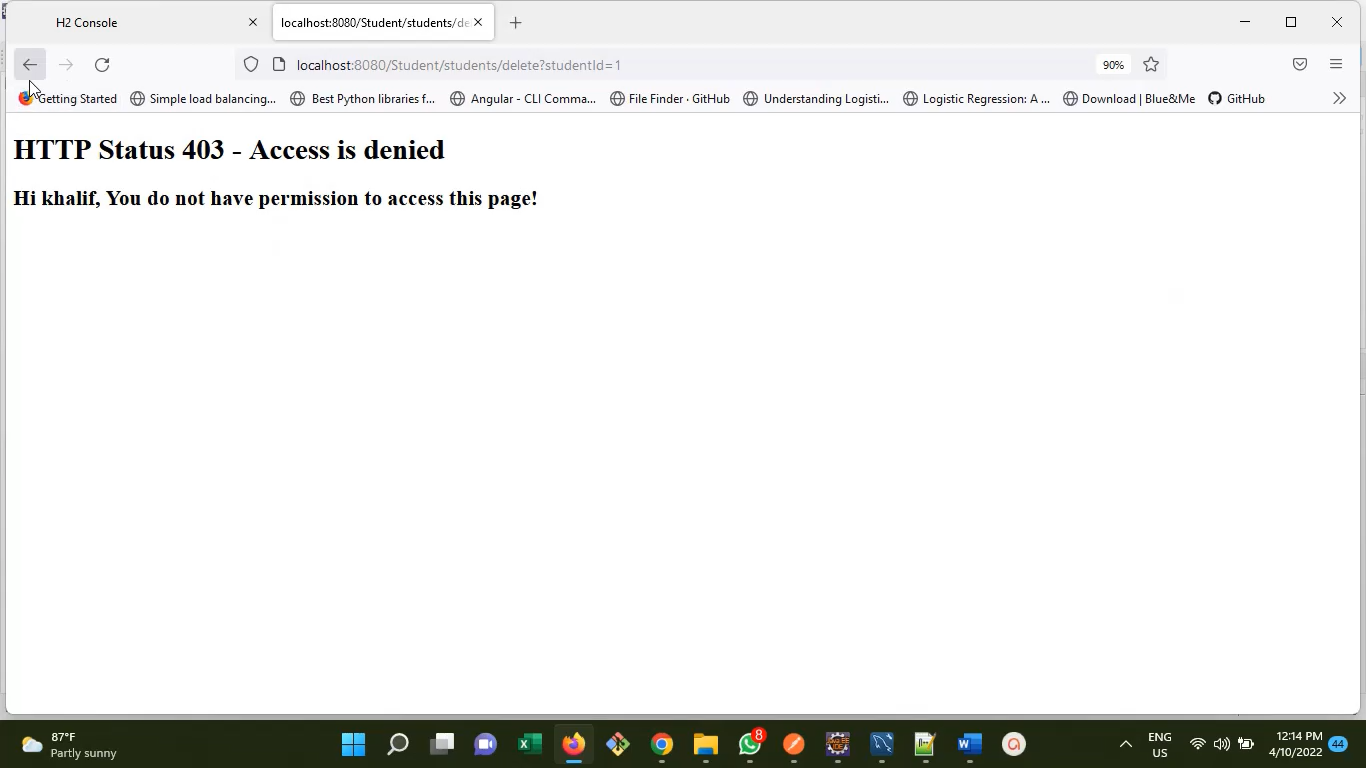 H2 Console
localhost:8080/Student/students/de
localhost:8080/Student/students/delete?studentId=1
90%
Getting Started
Simple load balancing...
Best Python libraries f...
Angular - CLI Comma...
File Finder · GitHub
Understanding Logisti...
Logistic Regression: A ...
Download | Blue&Me
GitHub
HTTP Status 403 - Access is denied
Hi khalif, You do not have permission to access this page!
87°F
Partly sunny
8
ENG
US
12:14 PM
4/10/2022
44